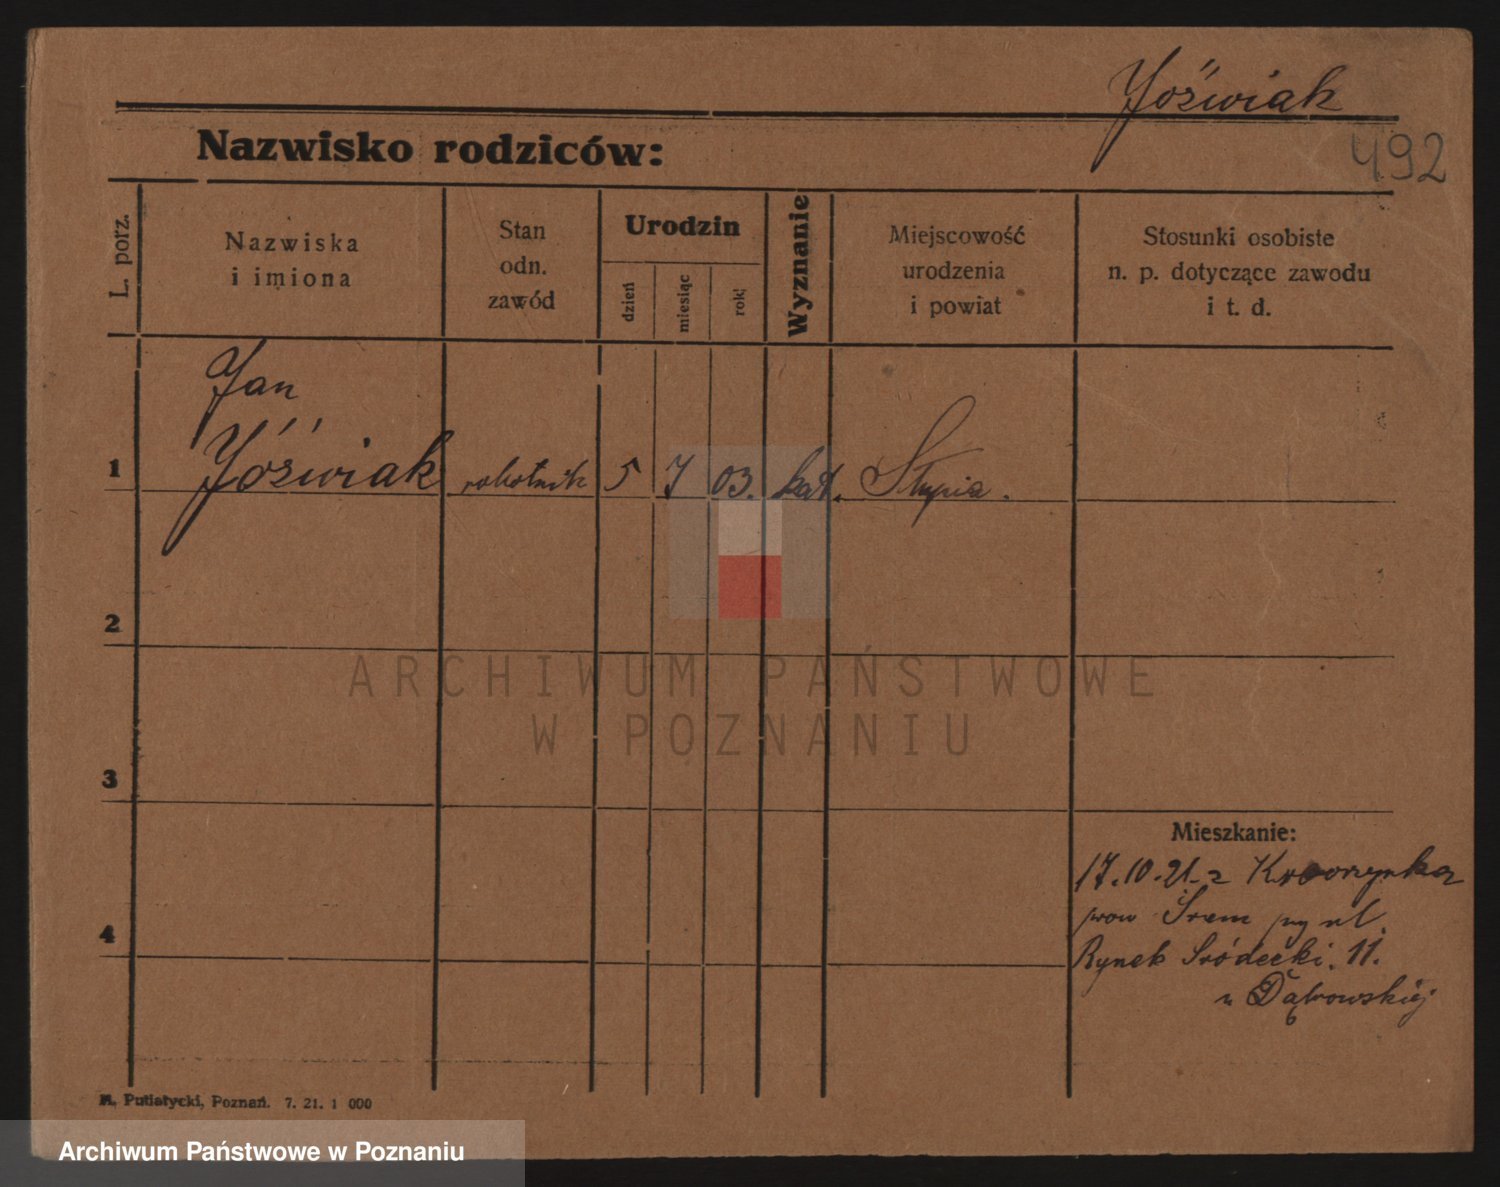 Jóźwiak
492
Nazwisko rodziców:
L. porz.
Nazwiska
i imiona
Stan
odn.
zawód
Urodzin
dzień
miesiąc
rok
Wyznanie
Miejscowość
urodzenia
i powiat
Stosunki osobiste
n. p. dotyczące zawodu
i t. d.
Jan
1 Jóźwiak robotnik 5 7 03. kat. Słupia.
2
3
4
Mieszkanie:
17.10.21. z
pow Śrem ul.
Rynek Śródecki. 11.
u Dąbrowskiej
M. Putiatycki, Poznań. 7. 21. 1 000
ARCHIWUM PAŃSTWOWE
W POZNANIU
Archiwum Państwowe w Poznaniu